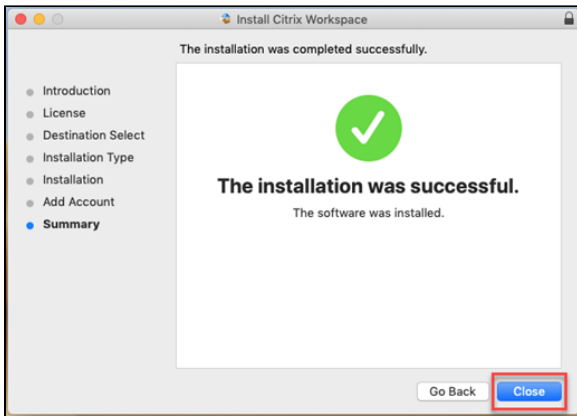 Install Citrix Workspace
The installation was completed successfully.
Introduction
License
Destination Select
Installation Type
Installation
Add Account
Summary
The installation was successful.
The software was installed.
Go Back
Close